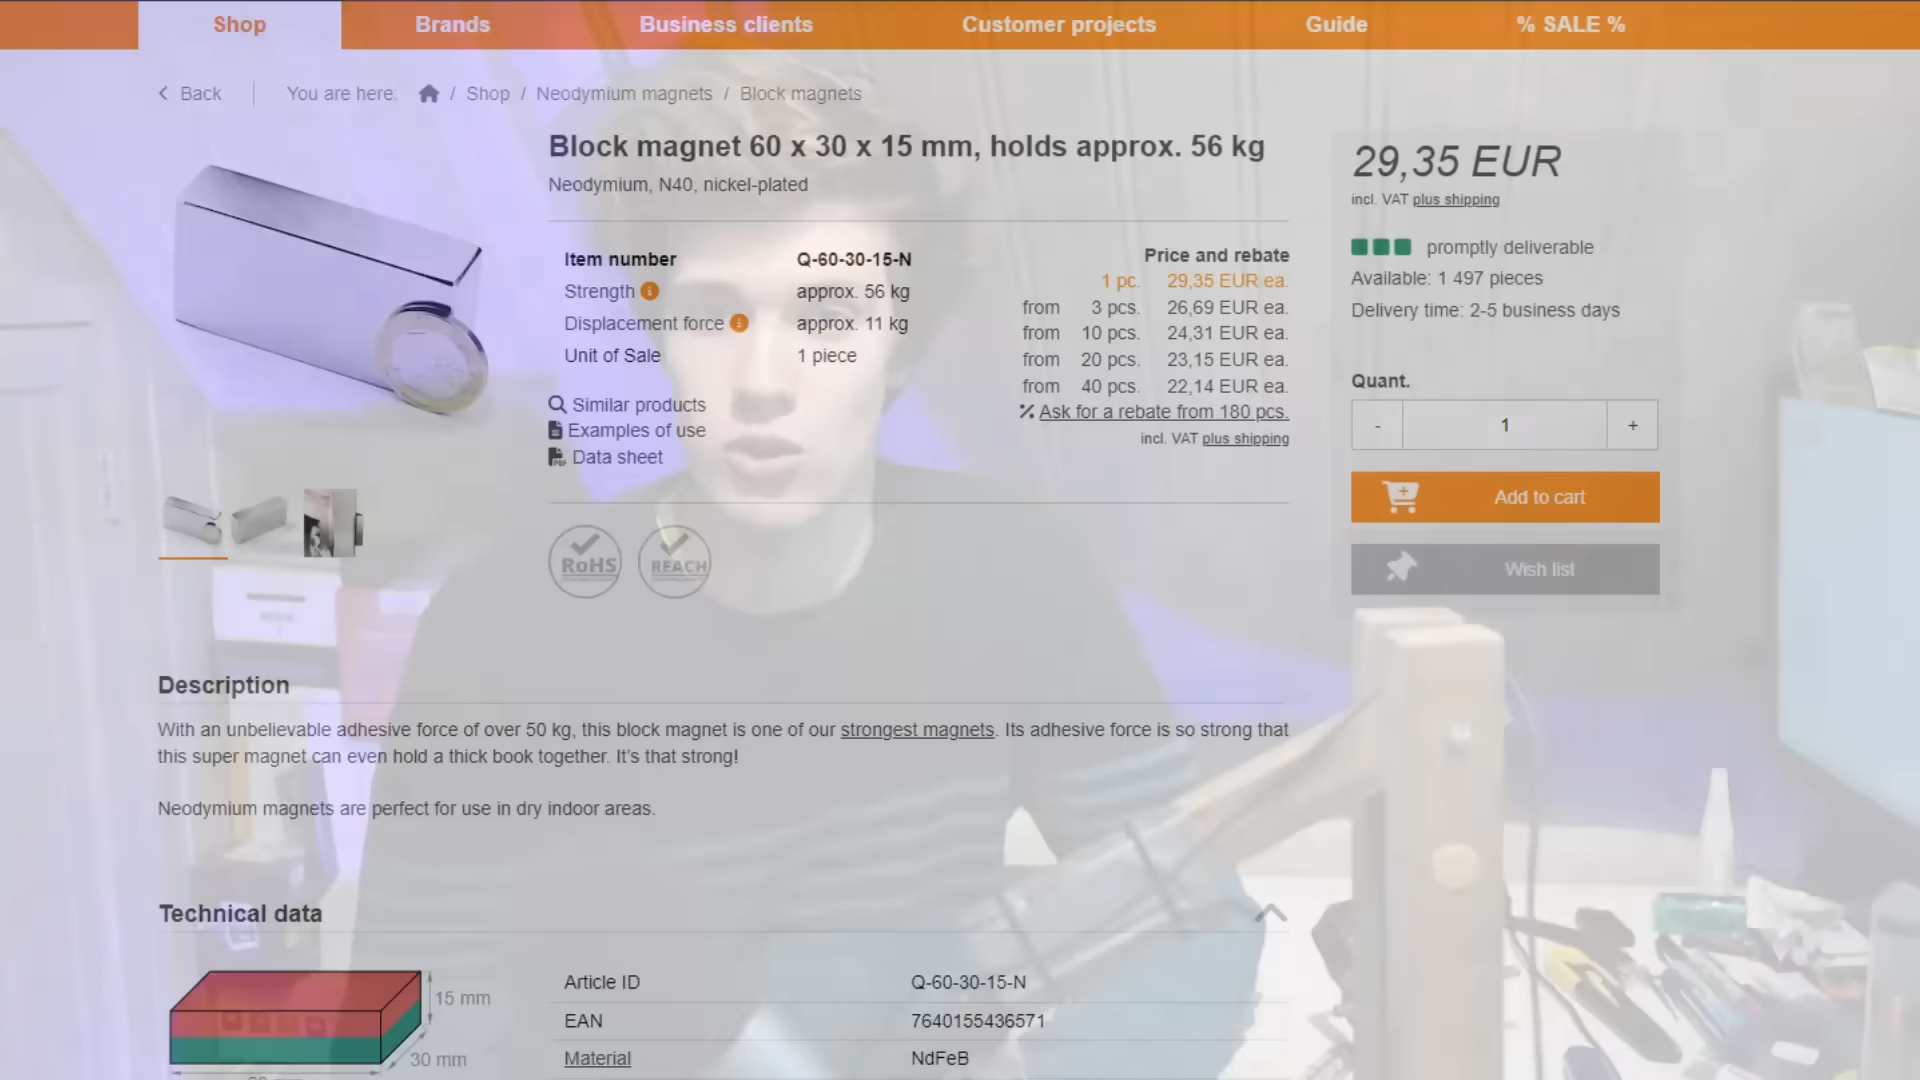 Shop Brands Business clients Customer projects Guide % SALE %
Back You are here: / Shop / Neodymium magnets / Block magnets
Block magnet 60 x 30 x 15 mm, holds approx. 56 kg
Neodymium, N40, nickel-plated
Item number Q-60-30-15-N
Strength approx. 56 kg
Displacement force approx. 11 kg
Unit of Sale 1 piece
Similar products
Examples of use
Data sheet
Price and rebate
1 pc. 29,35 EUR ea.
from 3 pcs. 26,69 EUR ea.
from 10 pcs. 24,31 EUR ea.
from 20 pcs. 23,15 EUR ea.
from 40 pcs. 22,14 EUR ea.
Ask for a rebate from 180 pcs.
incl. VAT plus shipping
RoHS REACH
29,35 EUR
incl. VAT plus shipping
promptly deliverable
Available: 1 497 pieces
Delivery time: 2-5 business days
Quant.
- 1 +
Add to cart
Wish list
Description
With an unbelievable adhesive force of over 50 kg, this block magnet is one of our strongest magnets. Its adhesive force is so strong that
this super magnet can even hold a thick book together. It's that strong!
Neodymium magnets are perfect for use in dry indoor areas.
Technical data
15 mm
30 mm
Article ID Q-60-30-15-N
EAN 7640155436571
Material NdFeB